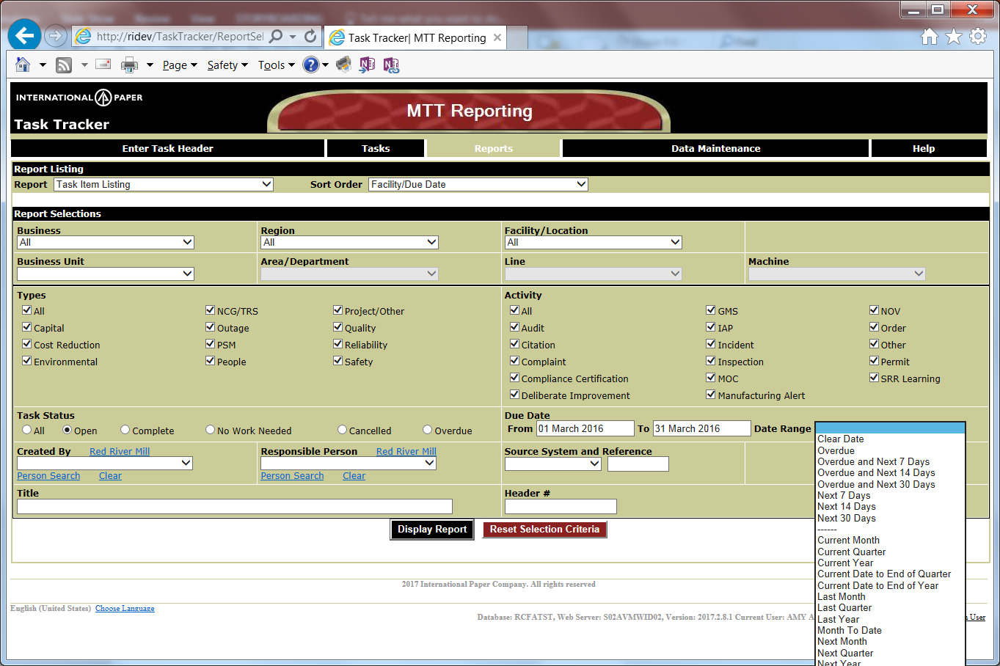 http://ridev/TaskTracker/ReportSel
Task Tracker| MTT Reporting
Page Safety Tools
INTERNATIONAL PAPER
Task Tracker
MTT Reporting
Enter Task Header Tasks Reports Data Maintenance Help
Report Listing
Report Task Item Listing Sort Order Facility/Due Date
Report Selections
Business Region Facility/Location
All All All
Business Unit Area/Department Line Machine
Types Activity
All NCG/TRS Project/Other All GMS NOV
Capital Outage Quality Audit IAP Order
Cost Reduction PSM Reliability Citation Incident Other
Environmental People Safety Complaint Inspection Permit
Compliance Certification MOC SRR Learning
Deliberate Improvement Manufacturing Alert
Task Status Due Date
All Open Complete No Work Needed Cancelled Overdue From 01 March 2016 To 31 March 2016 Date Range
Created By Red River Mill Responsible Person Red River Mill Source System and Reference
Person Search Clear Person Search Clear
Title Header #
Display Report Reset Selection Criteria
Clear Date
Overdue
Overdue and Next 7 Days
Overdue and Next 14 Days
Overdue and Next 30 Days
Next 7 Days
Next 14 Days
Next 30 Days
------
Current Month
Current Quarter
Current Year
Current Date to End of Quarter
Current Date to End of Year
Last Month
Last Quarter
Last Year
Month To Date
Next Month
Next Quarter
Next Year
2017 International Paper Company. All rights reserved
English (United States) Choose Language
Database: RCFATST, Web Server: S02AVMWID02, Version: 2017.2.8.1 Current User: AMY A
User